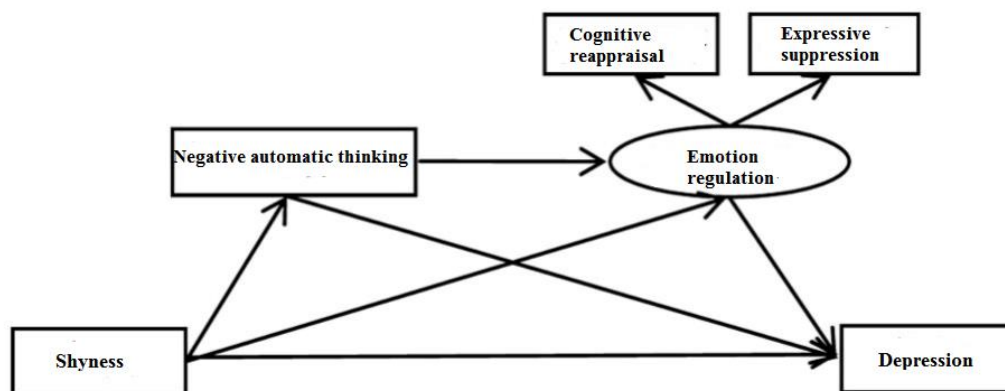 Cognitive
reappraisal
Expressive
suppression
Negative automatic thinking
Emotion
regulation
Shyness
Depression